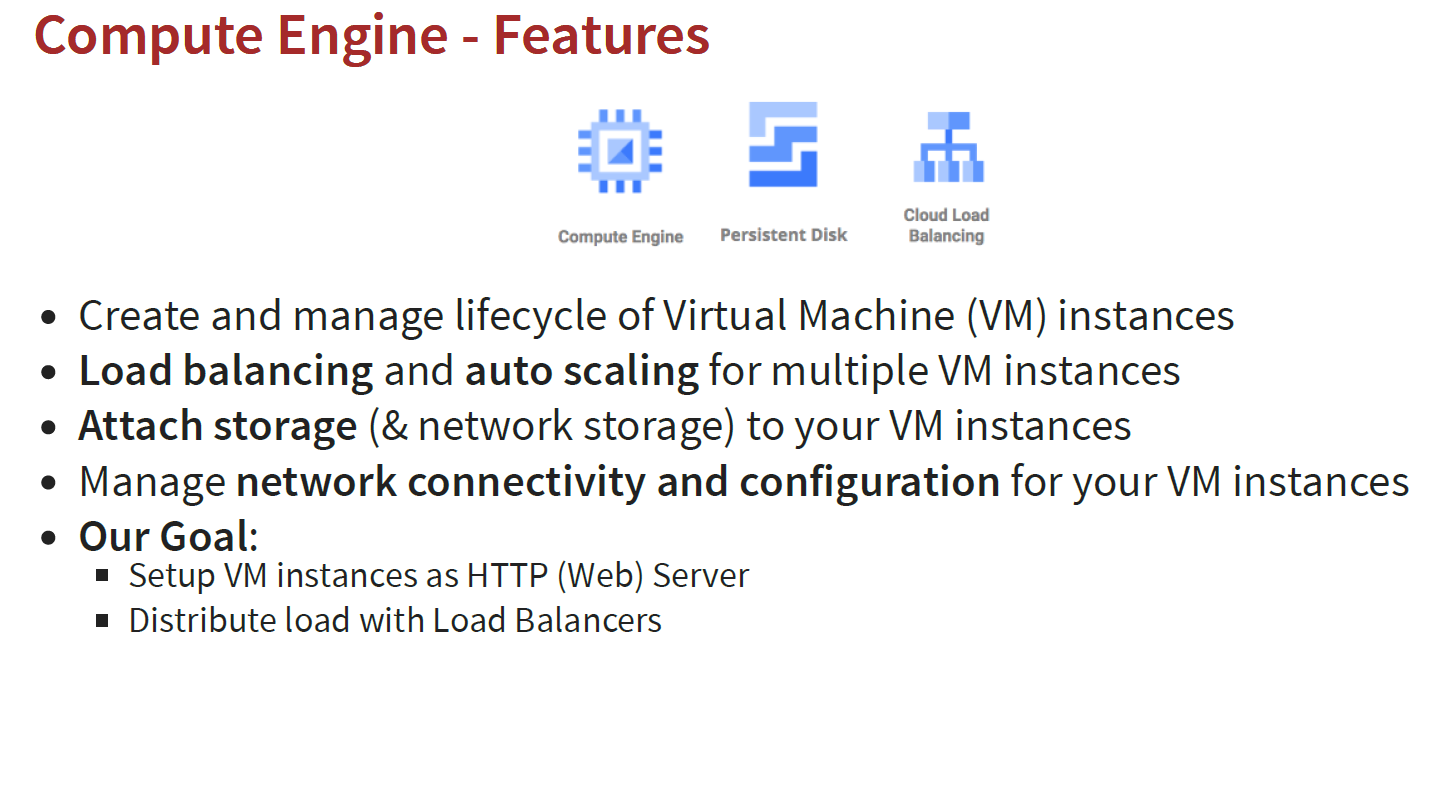 Compute Engine - Features
Compute Engine
Persistent Disk
Cloud Load
Balancing
• Create and manage lifecycle of Virtual Machine (VM) instances
• Load balancing and auto scaling for multiple VM instances
• Attach storage (& network storage) to your VM instances
• Manage network connectivity and configuration for your VM instances
• Our Goal:
▪ Setup VM instances as HTTP (Web) Server
▪ Distribute load with Load Balancers